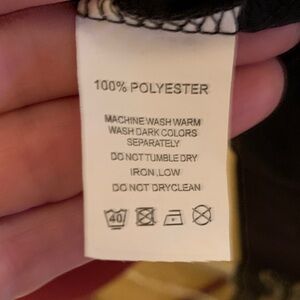 100% POLYESTER
MACHINE WASH WARM
WASH DARK COLORS
SEPARATELY
DO NOT TUMBLE DRY
IRON,LOW
DO NOT DRYCLEAN
40